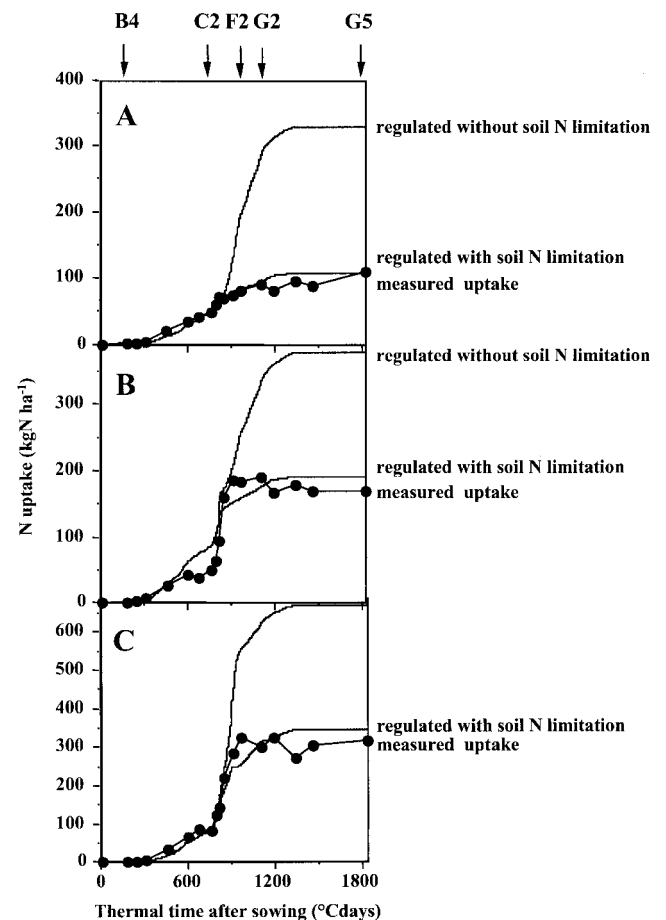 B4 C2 F2 G2 G5
400
A
regulated without soil N limitation
300
200
regulated with soil N limitation
100
measured uptake
0
regulated without soil N limitation
B
300
N uptake (kgN ha-1)
200
regulated with soil N limitation
measured uptake
100
0
600
C
500
400
regulated with soil N limitation
300
measured uptake
200
100
0
0 600 1200 1800
Thermal time after sowing (°Cdays)